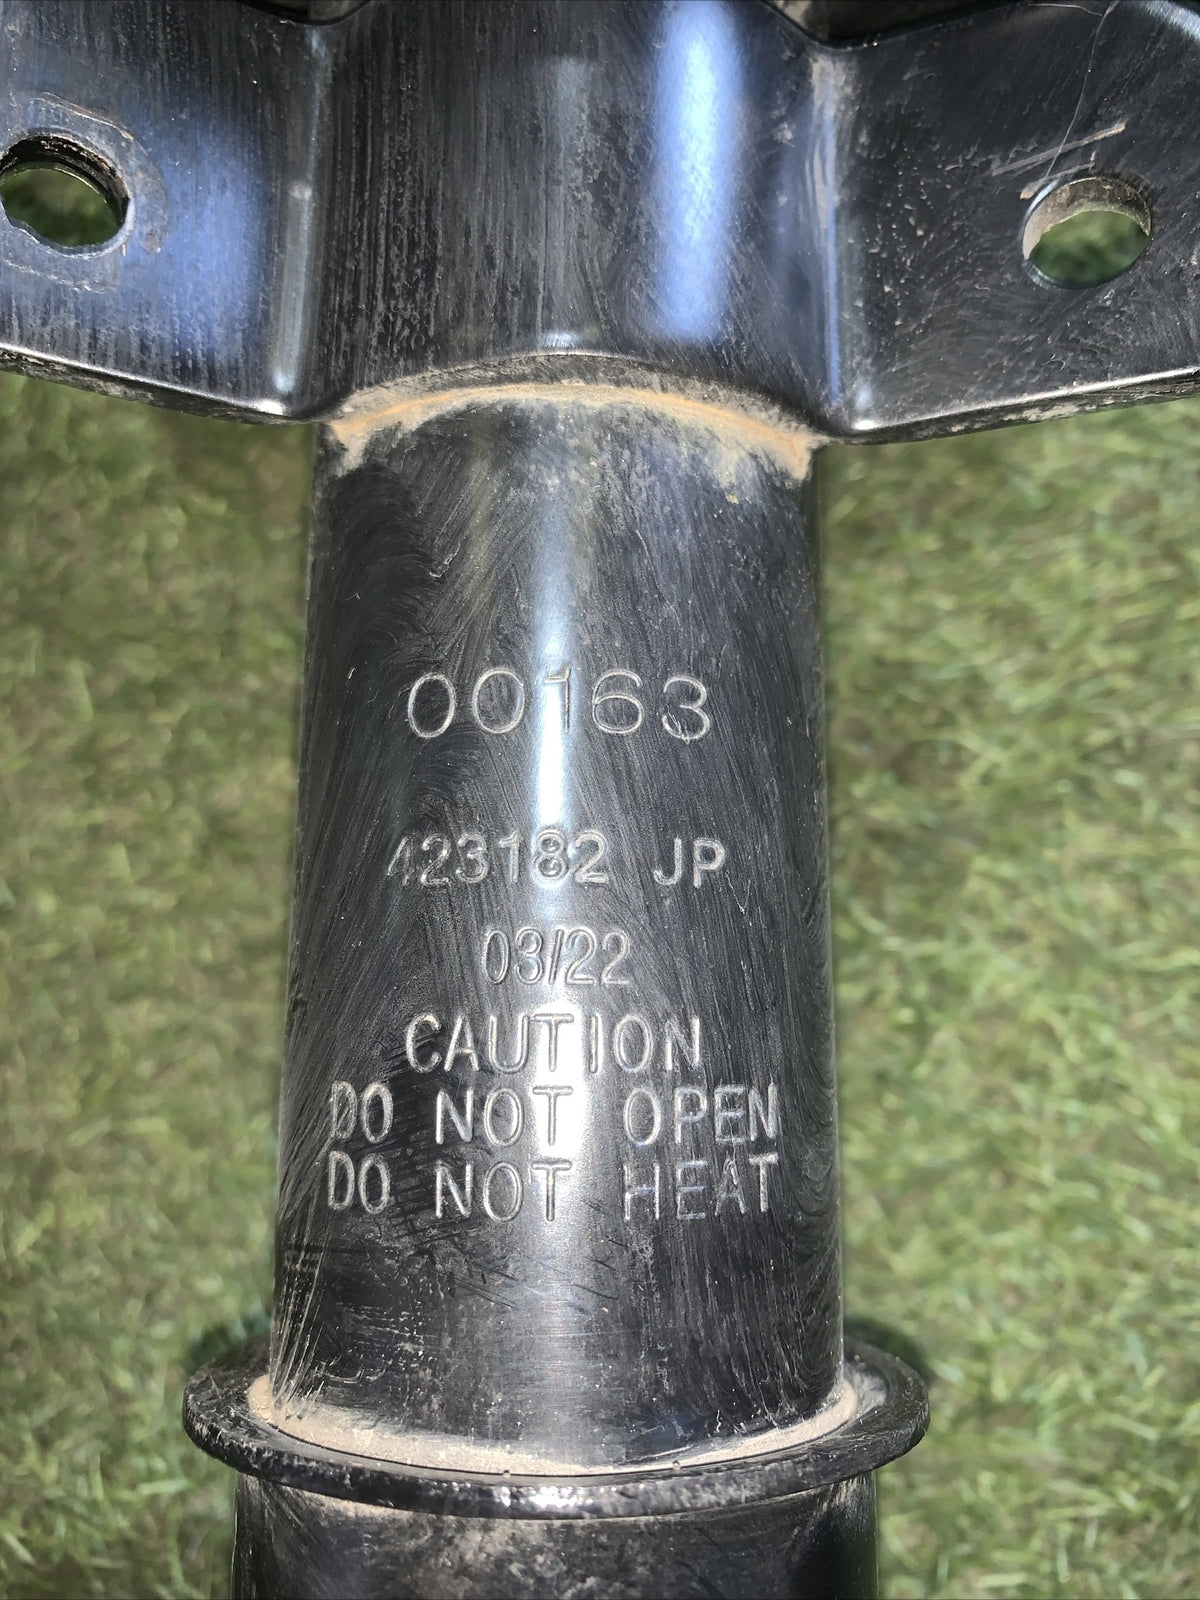 00163
423182 JP
03/22
CAUTION
DO NOT OPEN
DO NOT HEAT